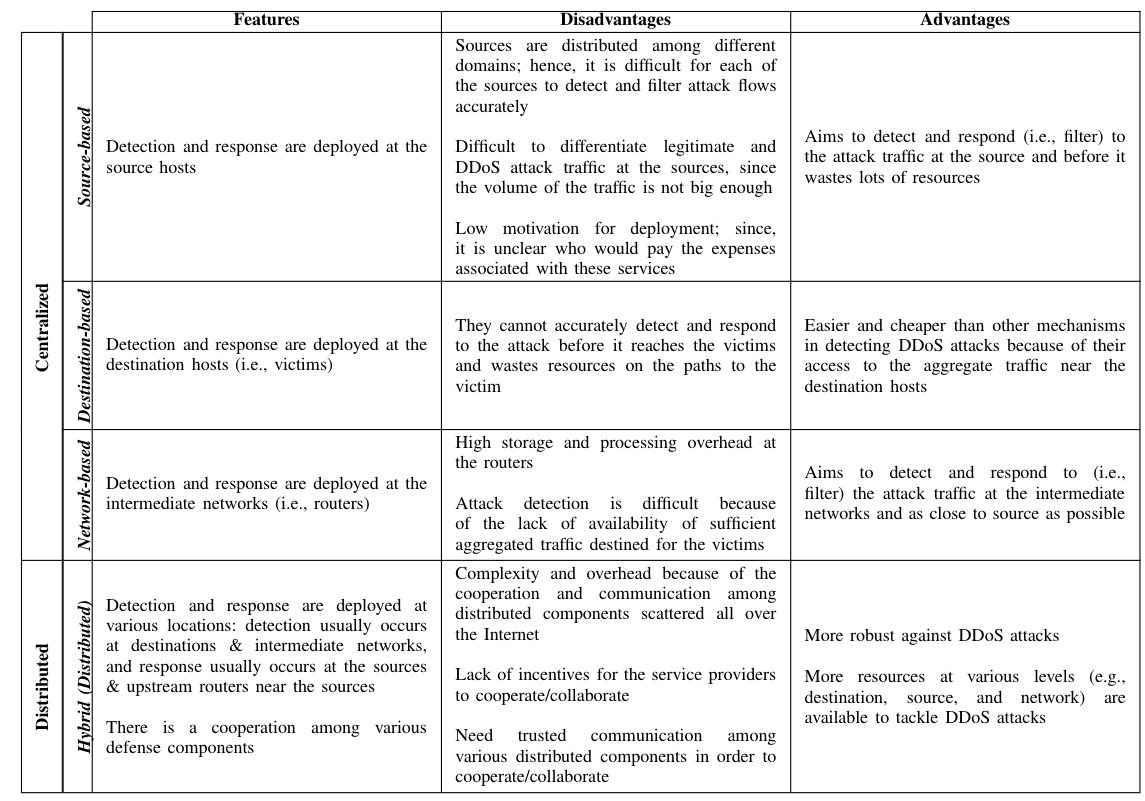 Features
Disadvantages
Advantages
Centralized
Source-based
Detection and response are deployed at the
source hosts
Sources are distributed among different
domains; hence, it is difficult for each of
the sources to detect and filter attack flows
accurately
Difficult to differentiate legitimate and
DDoS attack traffic at the sources, since
the volume of the traffic is not big enough
Low motivation for deployment; since,
it is unclear who would pay the expenses
associated with these services
Aims to detect and respond (i.e., filter) to
the attack traffic at the source and before it
wastes lots of resources
Destination-based
Detection and response are deployed at the
destination hosts (i.e., victims)
They cannot accurately detect and respond
to the attack before it reaches the victims
and wastes resources on the paths to the
victim
Easier and cheaper than other mechanisms
in detecting DDoS attacks because of their
access to the aggregate traffic near the
destination hosts
Network-based
Detection and response are deployed at the
intermediate networks (i.e., routers)
High storage and processing overhead at
the routers
Attack detection is difficult because
of the lack of availability of sufficient
aggregated traffic destined for the victims
Aims to detect and respond to (i.e.,
filter) the attack traffic at the intermediate
networks and as close to source as possible
Distributed
Hybrid (Distributed)
Detection and response are deployed at
various locations: detection usually occurs
at destinations & intermediate networks,
and response usually occurs at the sources
& upstream routers near the sources
There is a cooperation among various
defense components
Complexity and overhead because of the
cooperation and communication among
distributed components scattered all over
the Internet
Lack of incentives for the service providers
to cooperate/collaborate
Need trusted communication among
various distributed components in order to
cooperate/collaborate
More robust against DDoS attacks
More resources at various levels (e.g.,
destination, source, and network) are
available to tackle DDoS attacks